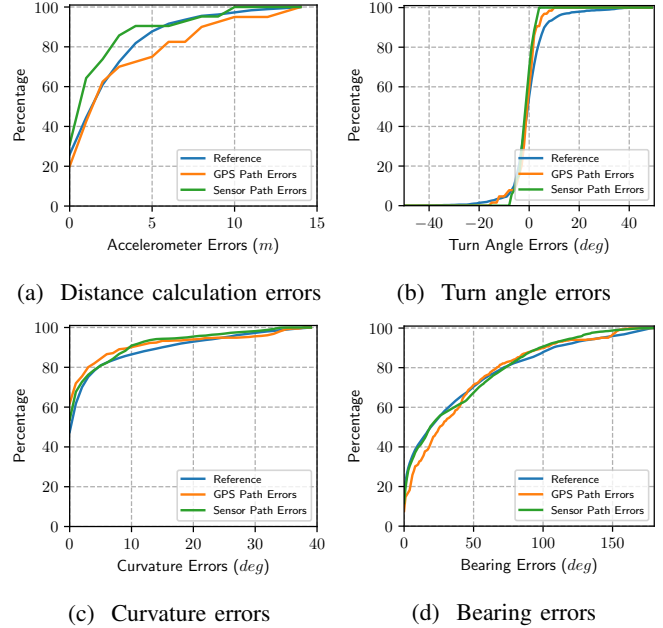 100
80
60
40
20
0
Percentage
0 5 10 15
Accelerometer Errors (m)
Reference
GPS Path Errors
Sensor Path Errors
(a) Distance calculation errors
100
80
60
40
20
0
Percentage
−40 −20 0 20 40
Turn Angle Errors (deg)
Reference
GPS Path Errors
Sensor Path Errors
(b) Turn angle errors
100
80
60
40
20
0
Percentage
0 10 20 30 40
Curvature Errors (deg)
Reference
GPS Path Errors
Sensor Path Errors
(c) Curvature errors
100
80
60
40
20
0
Percentage
0 50 100 150
Bearing Errors (deg)
Reference
GPS Path Errors
Sensor Path Errors
(d) Bearing errors